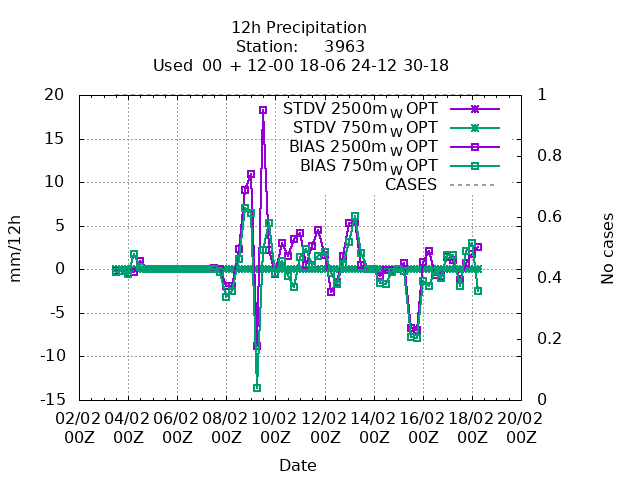 12h Precipitation
Station: 3963
Used 00 + 12-00 18-06 24-12 30-18
20
15
10
5
0
-5
-10
-15
mm/12h
1
0.8
0.6
0.4
0.2
0
No cases
STDV 2500m_W OPT
STDV 750m_W OPT
BIAS 2500m_W OPT
BIAS 750m_W OPT
CASES
02/02 04/02 06/02 08/02 10/02 12/02 14/02 16/02 18/02 20/02
00Z 00Z 00Z 00Z 00Z 00Z 00Z 00Z 00Z 00Z
Date